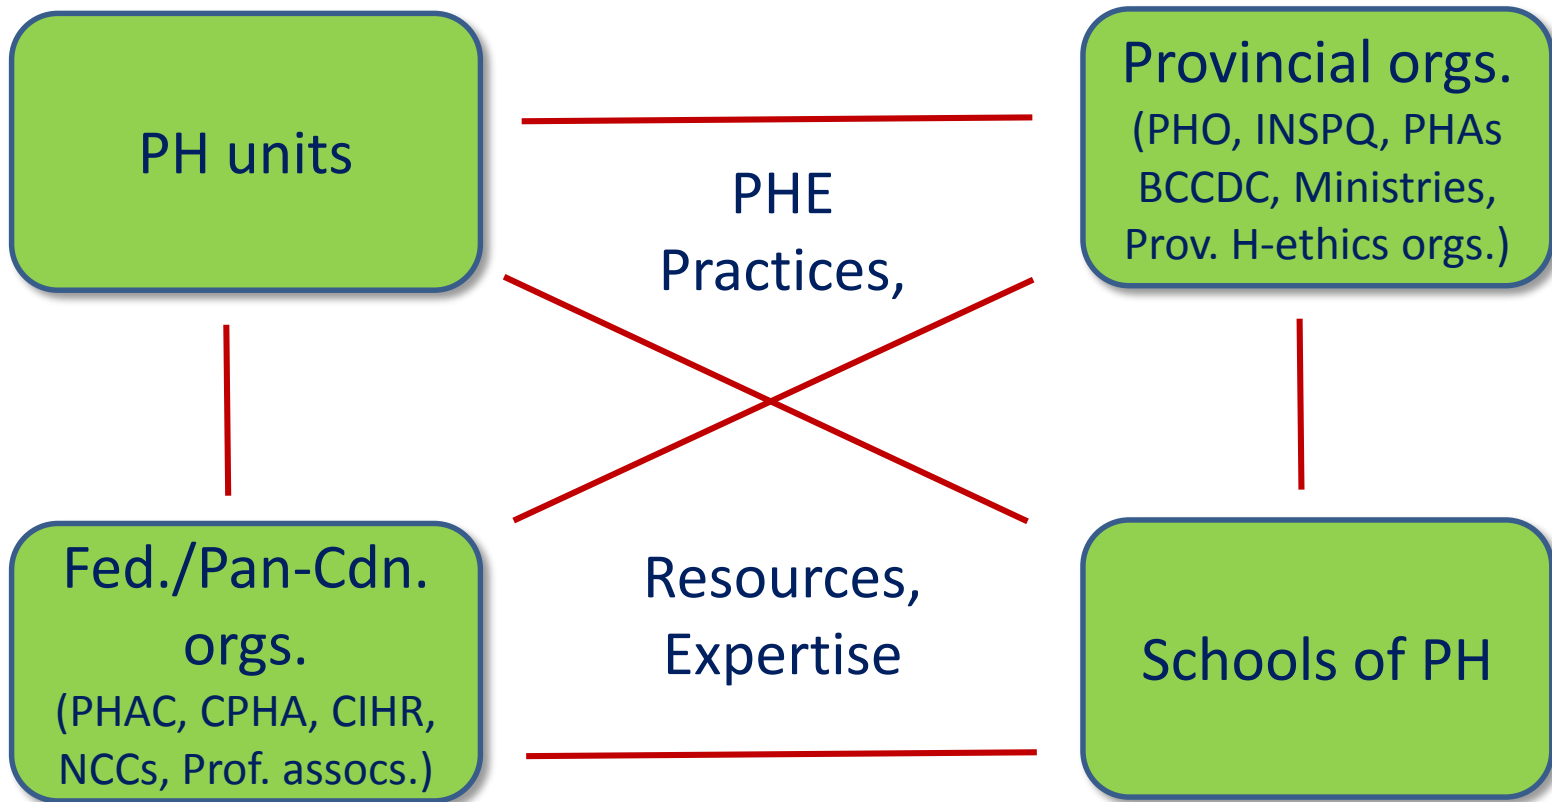 PH units
Provincial orgs.
(PHO, INSPQ, PHAs
BCCDC, Ministries,
Prov. H-ethics orgs.)
PHE
Practices,
Fed./Pan-Cdn.
orgs.
(PHAC, CPHA, CIHR,
NCCs, Prof. assocs.)
Resources,
Expertise
Schools of PH